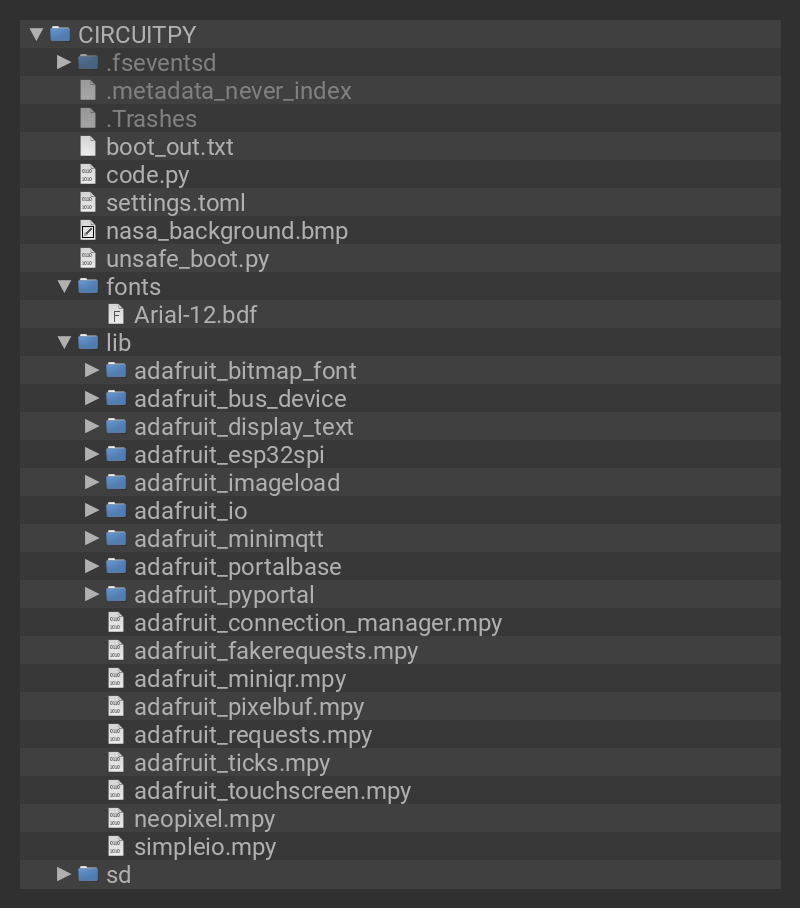 CIRCUITPY
.fseventsd
.metadata_never_index
.Trashes
boot_out.txt
code.py
settings.toml
nasa_background.bmp
unsafe_boot.py
fonts
Arial-12.bdf
lib
adafruit_bitmap_font
adafruit_bus_device
adafruit_display_text
adafruit_esp32spi
adafruit_imageload
adafruit_io
adafruit_minimqtt
adafruit_portalbase
adafruit_pyportal
adafruit_connection_manager.mpy
adafruit_fakerequests.mpy
adafruit_miniqr.mpy
adafruit_pixelbuf.mpy
adafruit_requests.mpy
adafruit_ticks.mpy
adafruit_touchscreen.mpy
neopixel.mpy
simpleio.mpy
sd